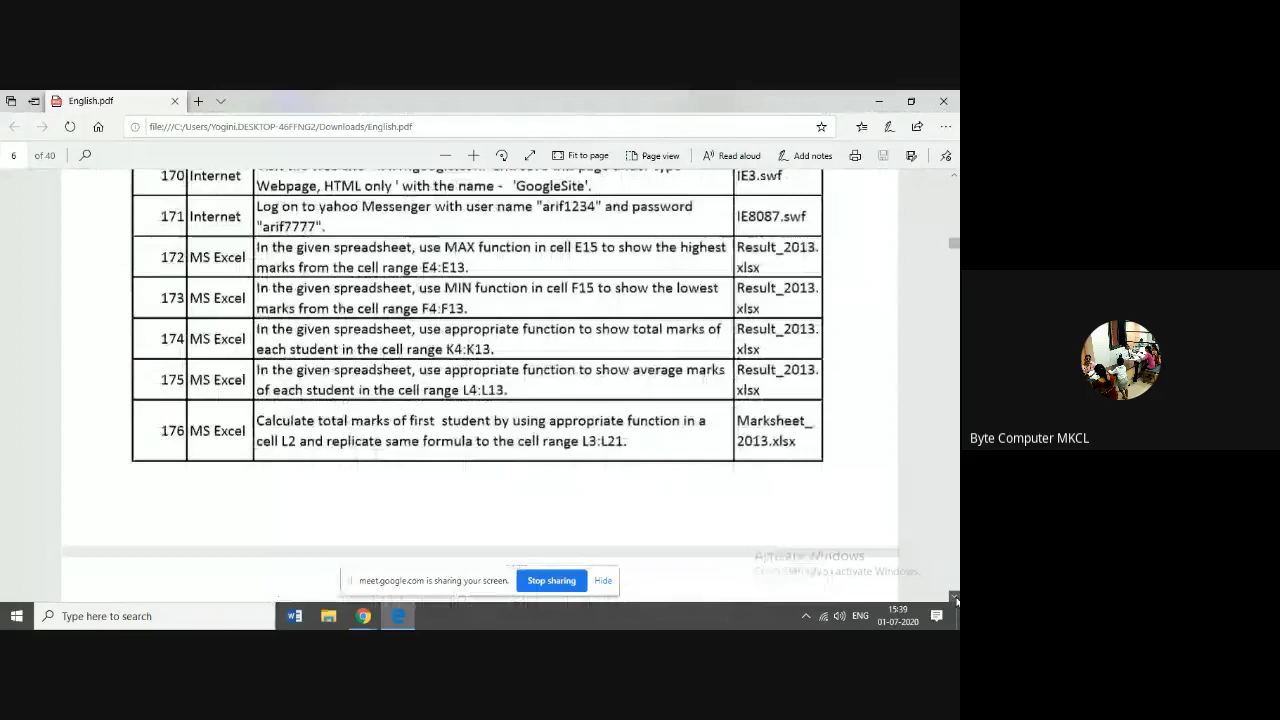 English.pdf
file:///C:/Users/Yogini.DESKTOP-46FFNG2/Downloads/English.pdf
6 of 40
Fit to page
Page view
Read aloud
Add notes
170 Internet
Webpage, HTML only ' with the name - 'GoogleSite'.
IE3.swf
171 Internet
Log on to yahoo Messenger with user name "arif1234" and password
"arif7777".
IE8087.swf
172 MS Excel
In the given spreadsheet, use MAX function in cell E15 to show the highest
marks from the cell range E4:E13.
Result_2013.
xlsx
173 MS Excel
In the given spreadsheet, use MIN function in cell F15 to show the lowest
marks from the cell range F4:F13.
Result_2013.
xlsx
174 MS Excel
In the given spreadsheet, use appropriate function to show total marks of
each student in the cell range K4:K13.
Result_2013.
xlsx
175 MS Excel
In the given spreadsheet, use appropriate function to show average marks
of each student in the cell range L4:L13.
Result_2013.
xlsx
176 MS Excel
Calculate total marks of first student by using appropriate function in a
cell L2 and replicate same formula to the cell range L3:L21.
Marksheet_
2013.xlsx
Activate Windows
activate Windows.
meet.google.com is sharing your screen.
Stop sharing
Hide
Type here to search
ENG
15:39
01-07-2020
Byte Computer MKCL